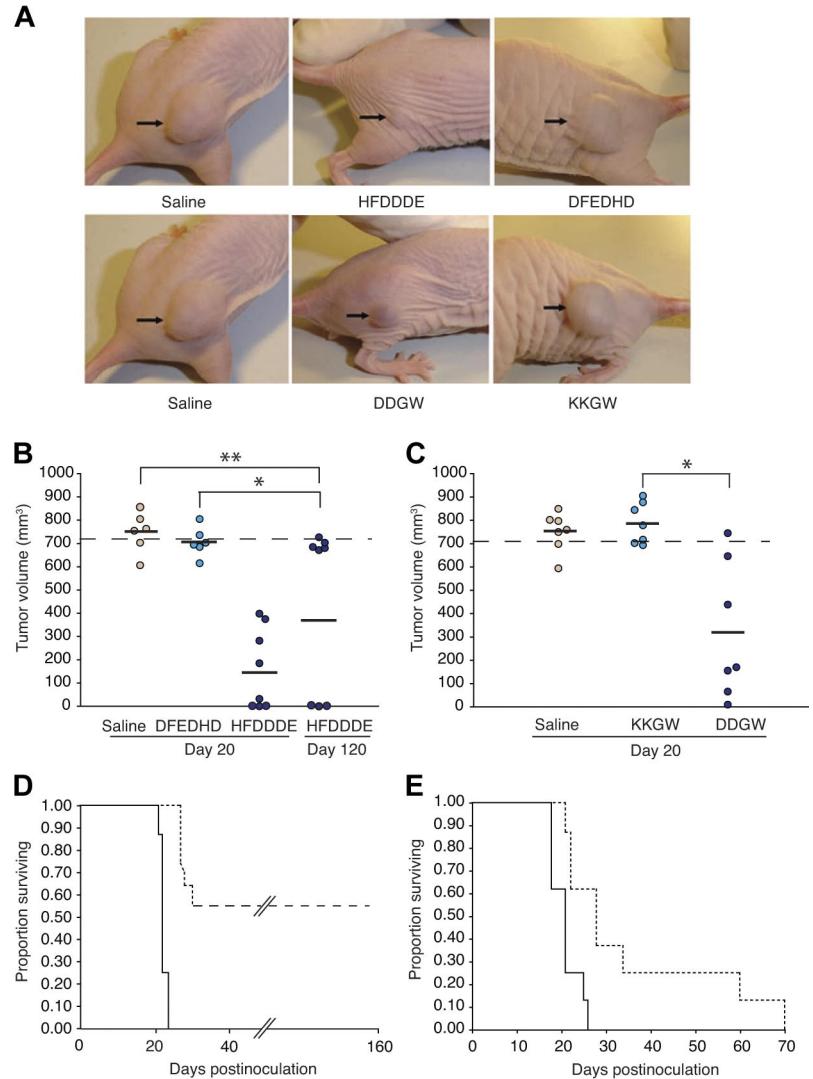 A
Saline HFDDDE DFEDHD
Saline DDGW KKGW
B
**
*
Tumor volume (mm³)
1000
900
800
700
600
500
400
300
200
100
0
Saline DFEDHD HFDDDE HFDDDE
Day 20 Day 120
C
*
Tumor volume (mm³)
1000
900
800
700
600
500
400
300
200
100
0
Saline KKGW DDGW
Day 20
D
Proportion surviving
1.00
0.90
0.80
0.70
0.60
0.50
0.40
0.30
0.20
0.10
0.00
0 20 40 160
Days postinoculation
E
Proportion surviving
1.00
0.90
0.80
0.70
0.60
0.50
0.40
0.30
0.20
0.10
0.00
0 10 20 30 40 50 60 70
Days postinoculation